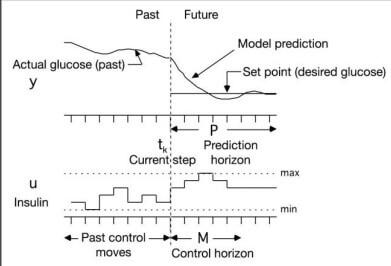 Past
Future
Model prediction
Actual glucose (past)
Set point (desired glucose)
y
P
tk
Current step
Prediction
horizon
u
Insulin
max
min
Past control
moves
M
Control horizon